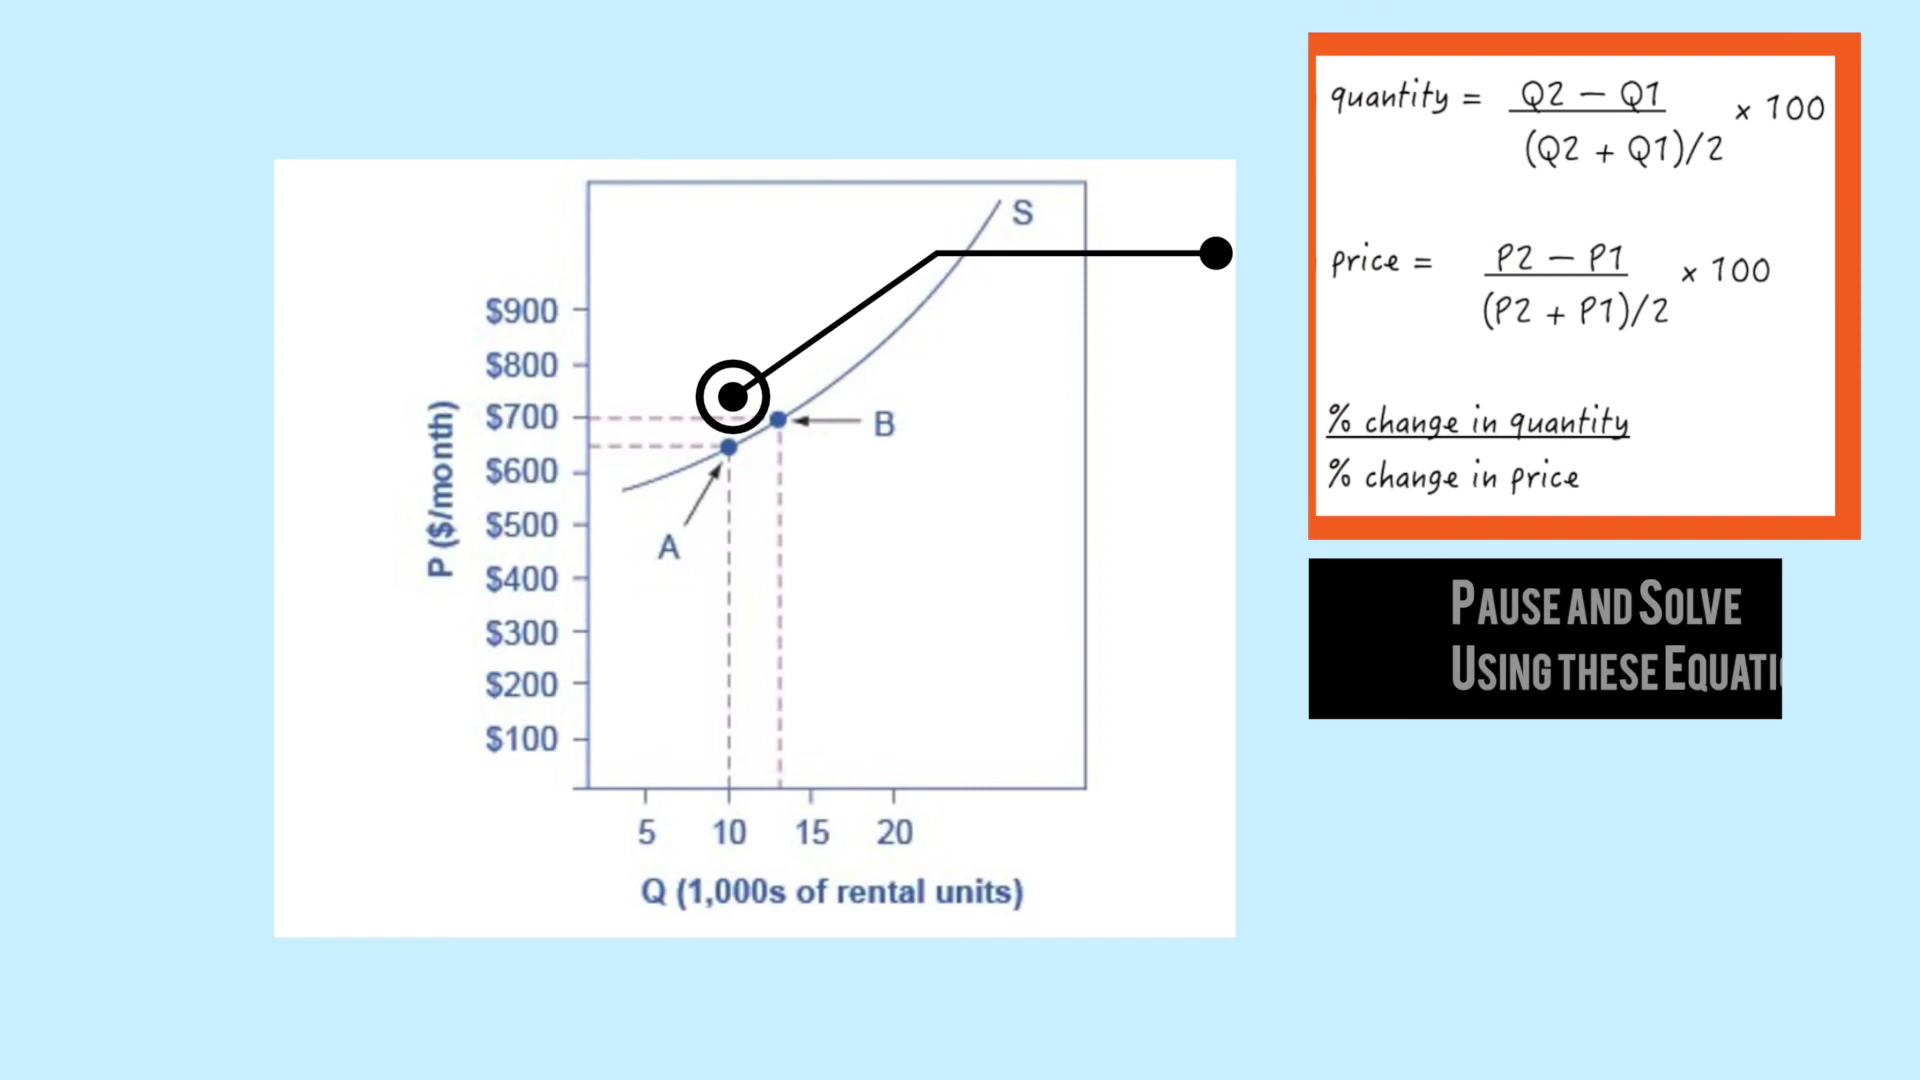 S
$900
$800
$700
$600
$500
$400
$300
$200
$100
P ($/month)
A
B
5 10 15 20
Q (1,000s of rental units)
quantity = Q2 – Q1
(Q2 + Q1)/2 × 100
price = P2 – P1
(P2 + P1)/2 × 100
% change in quantity
% change in price
PAUSE AND SOLVE
USING THESE